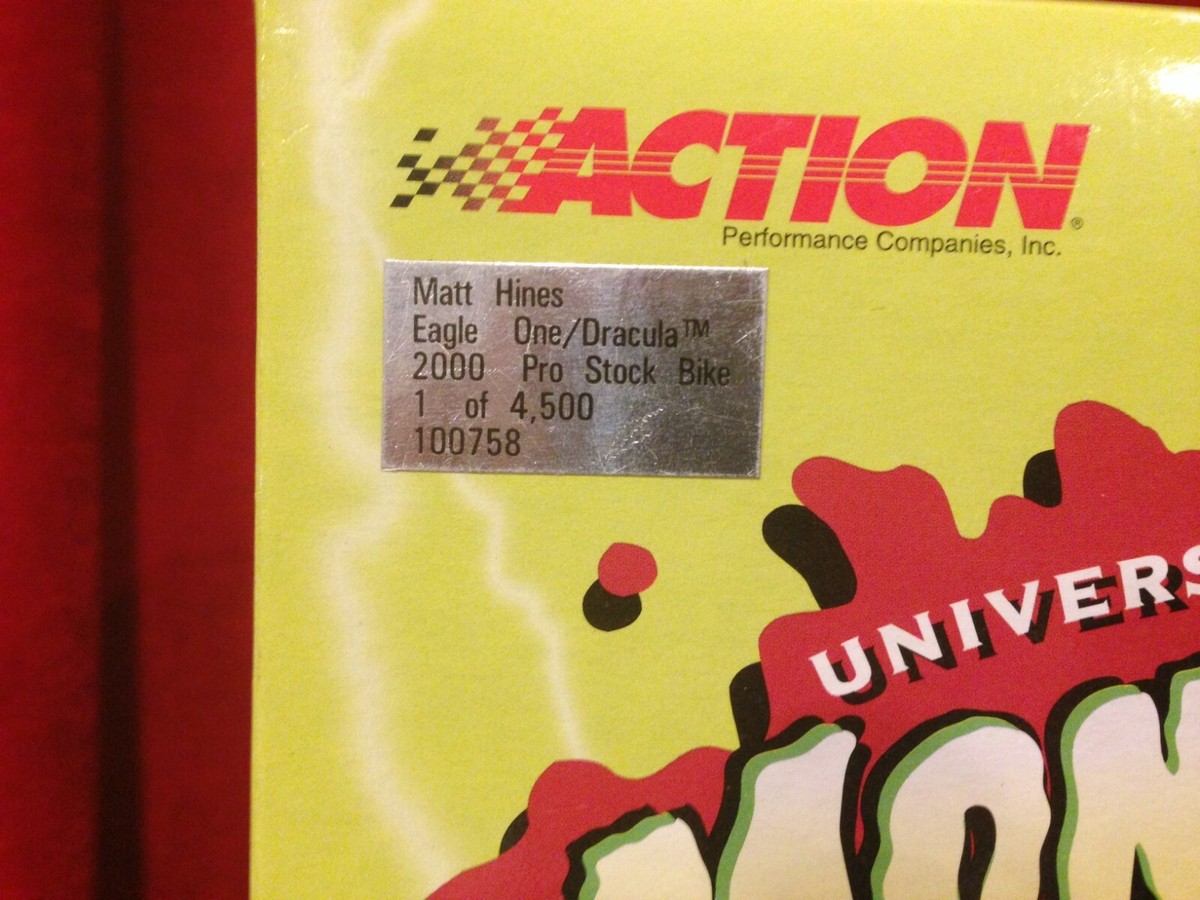 ACTION®
Performance Companies, Inc.
Matt Hines
Eagle One/Dracula™
2000 Pro Stock Bike
1 of 4,500
100758
UNIVERS
MON